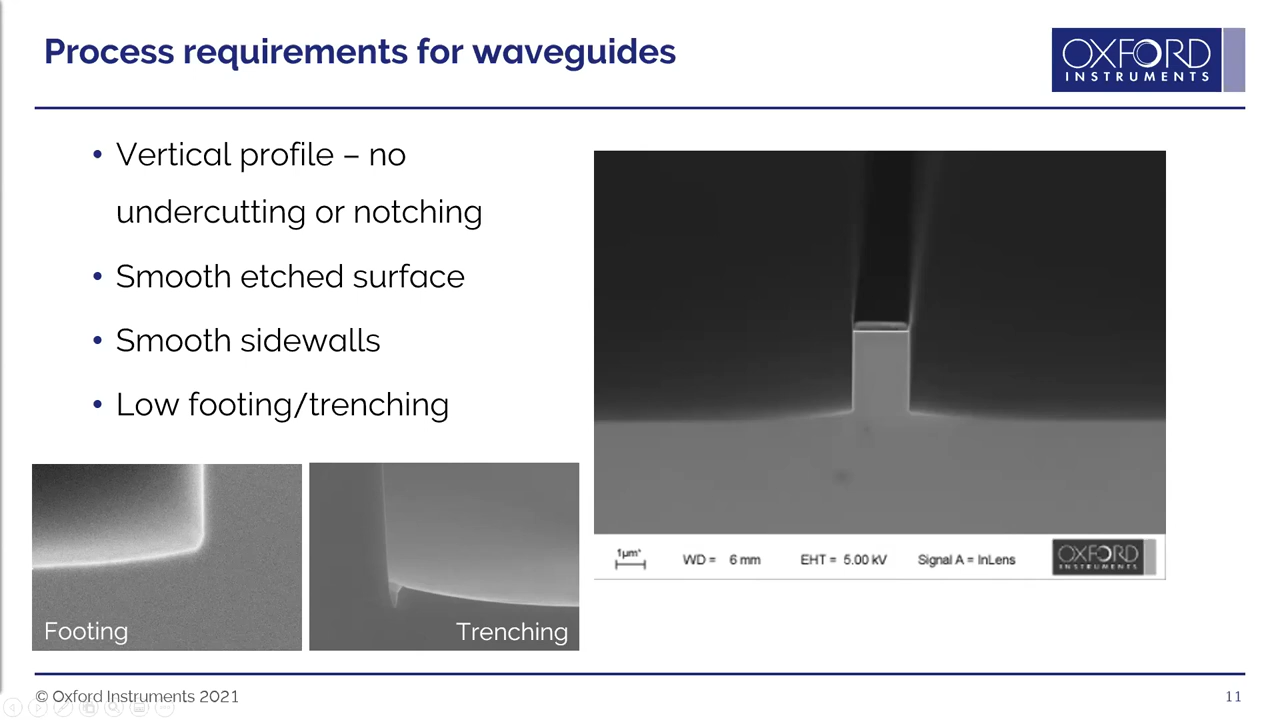 Process requirements for waveguides
OXFORD
INSTRUMENTS
• Vertical profile – no
undercutting or notching
• Smooth etched surface
• Smooth sidewalls
• Low footing/trenching
Footing
Trenching
1µm*
WD = 6 mm
EHT = 5.00 kV
Signal A = InLens
OXFORD
INSTRUMENTS
© Oxford Instruments 2021
11